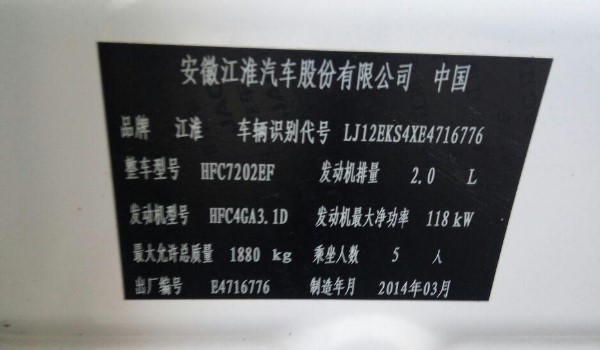 安徽江淮汽车股份有限公司 中国
品牌 江淮 车辆识别代号 LJ12EKS4XE4716776
整车型号 HFC7202EF 发动机排量 2.0 L
发动机型号 HFC4GA3.1D 发动机最大净功率 118 kW
最大允许总质量 1880 kg 乘坐人数 5 人
出厂编号 E4716776 制造年月 2014年03月